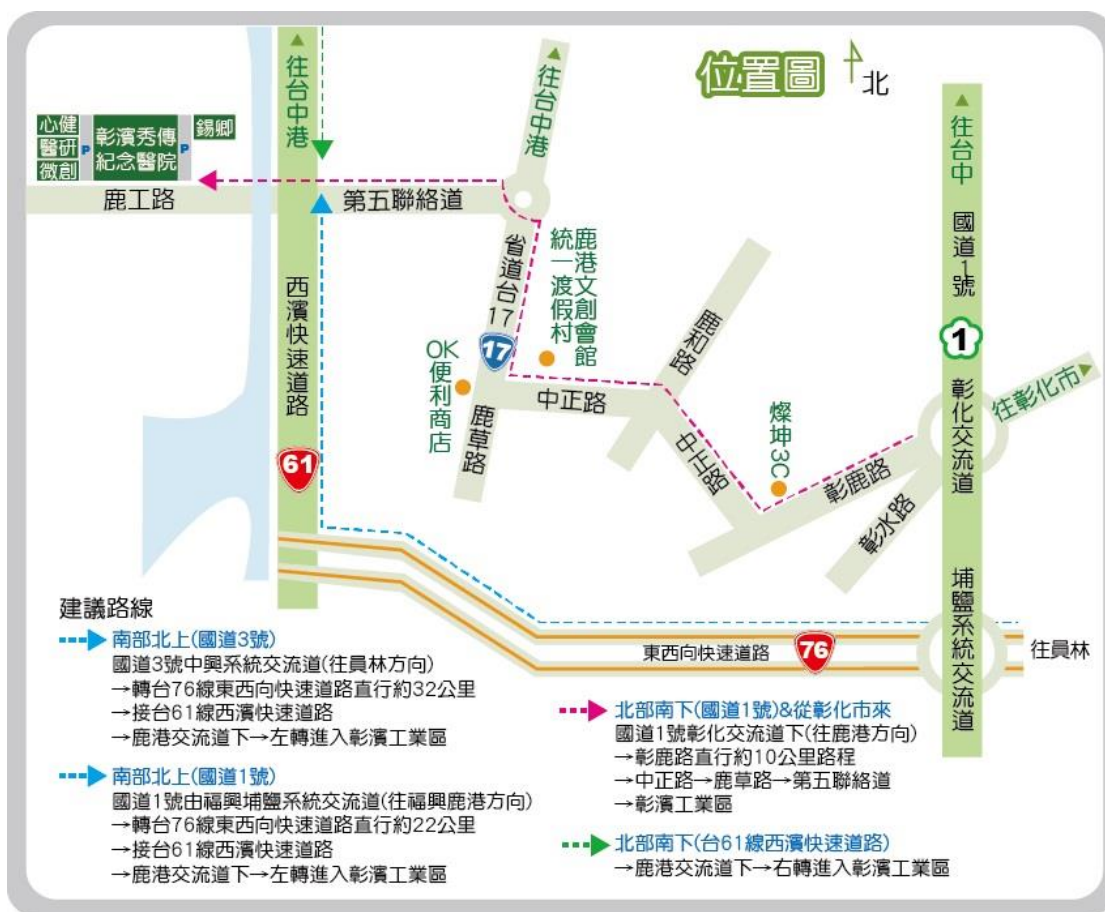 位置圖
北
往台中港
往台中港
往台中
國道1號
1
彰化交流道
往彰化市
心健
醫研
微創
P
彰濱秀傳
紀念醫院
P
錫卿
鹿工路
第五聯絡道
西濱快速道路
61
省道台17
17
鹿港文創會館
統一渡假村
OK便利商店
鹿草路
中正路
鹿和路
中正路
燦坤3C
彰鹿路
彰水路
埔鹽系統交流道
東西向快速道路
76
往員林
建議路線
南部北上(國道3號)
國道3號中興系統交流道(往員林方向)
→轉台76線東西向快速道路直行約32公里
→接台61線西濱快速道路
→鹿港交流道下→左轉進入彰濱工業區
南部北上(國道1號)
國道1號由福興埔鹽系統交流道(往福興鹿港方向)
→轉台76線東西向快速道路直行約22公里
→接台61線西濱快速道路
→鹿港交流道下→左轉進入彰濱工業區
北部南下(國道1號)&從彰化市來
國道1號彰化交流道下(往鹿港方向)
→彰鹿路直行約10公里路程
→中正路→鹿草路→第五聯絡道
→彰濱工業區
北部南下(台61線西濱快速道路)
→鹿港交流道下→右轉進入彰濱工業區